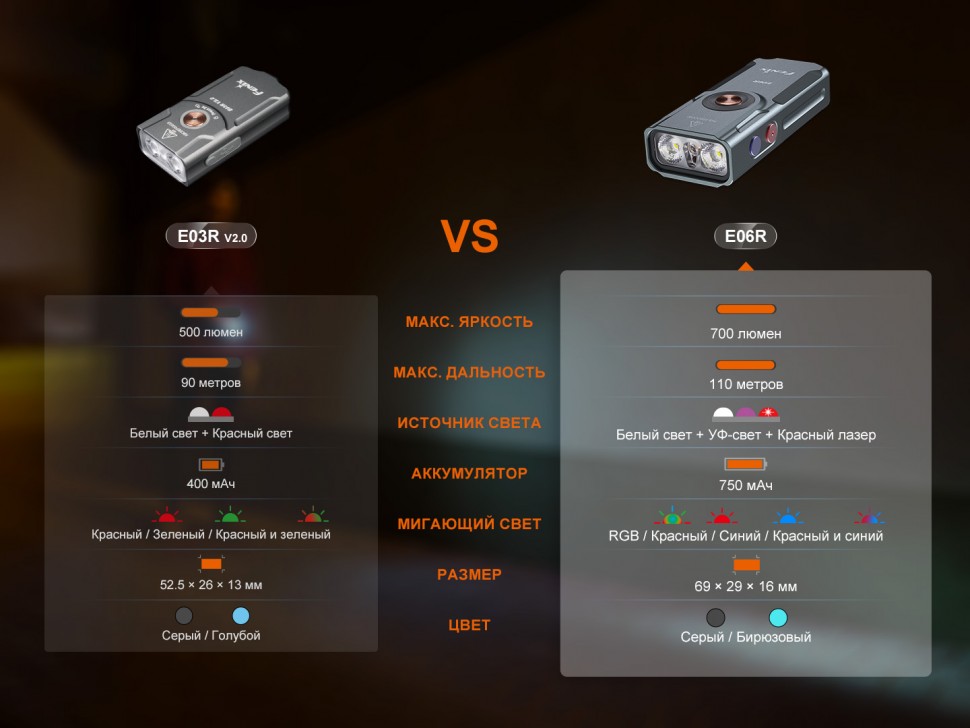 Fenix
Fenix
E03R V2.0
VS
E06R
МАКС. ЯРКОСТЬ
500 люмен
700 люмен
МАКС. ДАЛЬНОСТЬ
90 метров
110 метров
ИСТОЧНИК СВЕТА
Белый свет + Красный свет
Белый свет + УФ-свет + Красный лазер
АККУМУЛЯТОР
400 мАч
750 мАч
МИГАЮЩИЙ СВЕТ
Красный / Зеленый / Красный и зеленый
RGB / Красный / Синий / Красный и синий
РАЗМЕР
52.5 × 26 × 13 мм
69 × 29 × 16 мм
ЦВЕТ
Серый / Голубой
Серый / Бирюзовый